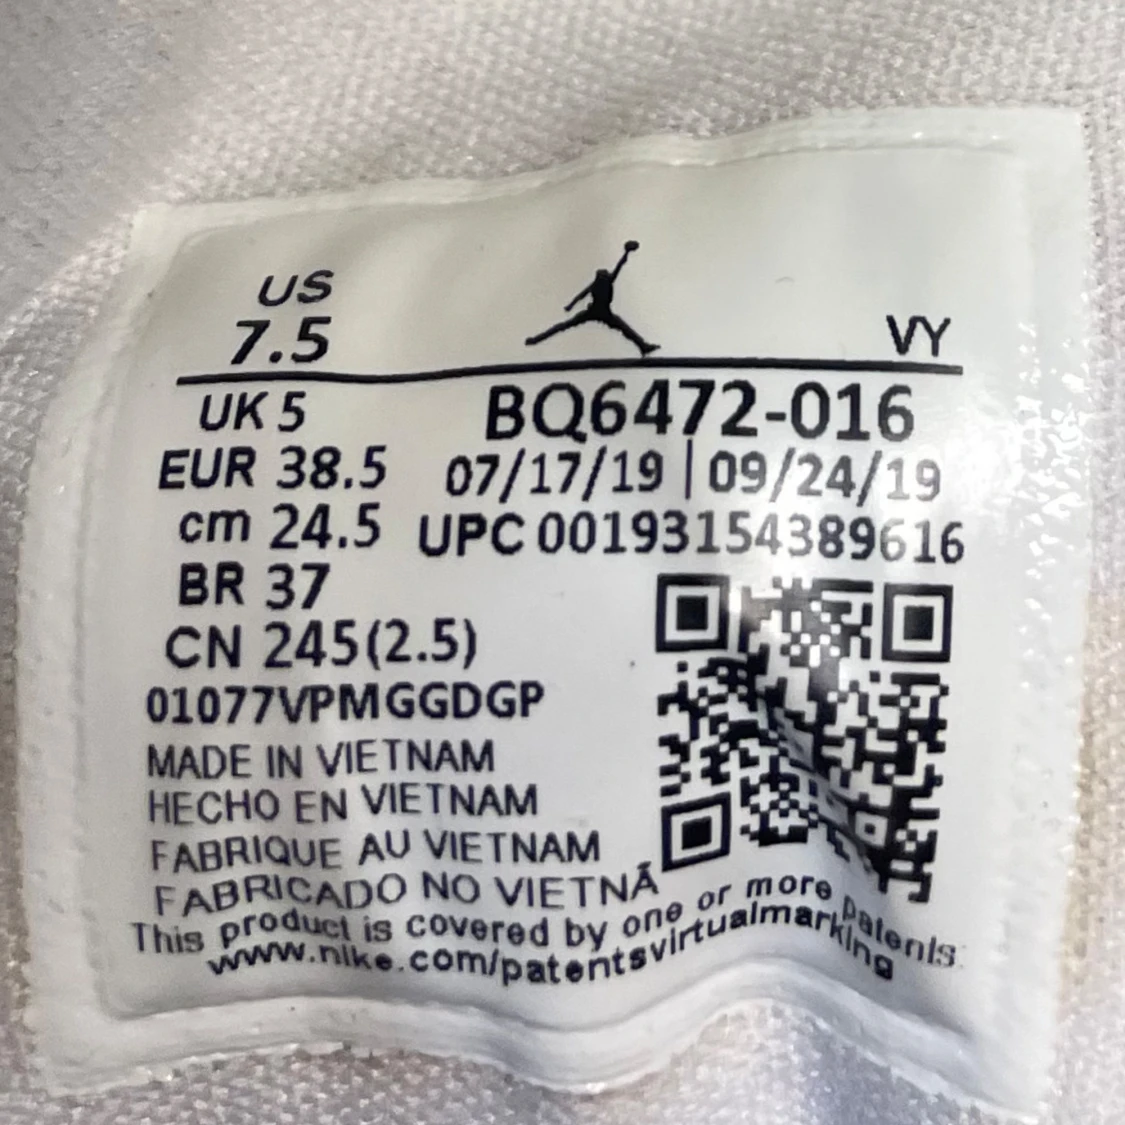 US
7.5
VY
UK 5
BQ6472-016
EUR 38.5
07/17/19 | 09/24/19
cm 24.5
UPC 00193154389616
BR 37
CN 245(2.5)
01077VPMGGDGP
MADE IN VIETNAM
HECHO EN VIETNAM
FABRIQUE AU VIETNAM
FABRICADO NO VIETNÃ
This product is covered by one or more patents:
www.nike.com/patentsvirtualmarking